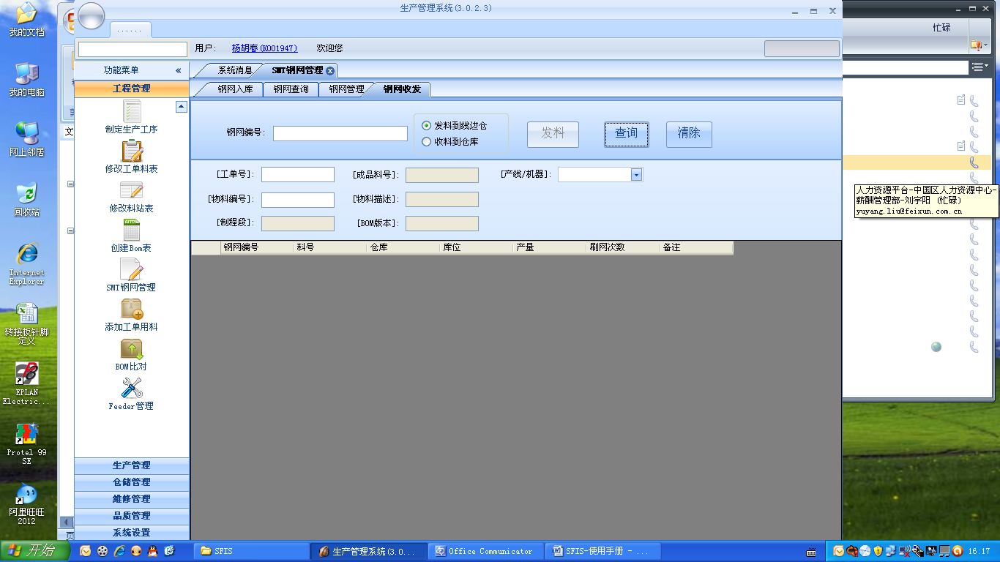 生产管理系统(3.0.2.3)
......
用户:
杨胡春(K001947)
欢迎您
忙碌
我的文档
我的电脑
网上邻居
回收站
Internet
Explorer
转接板针脚
定义
EPLAN
Electric...
Protel 99
SE
阿里旺旺
2012
文
页
功能菜单
«
工程管理
制定生产工序
修改工单料表
修改料站表
AUTO
创建Bom表
SMT钢网管理
添加工单用料
BOM比对
Feeder管理
生产管理
仓储管理
维修管理
品质管理
系统设置
系统消息
SMT钢网管理
钢网入库
钢网查询
钢网管理
钢网收发
钢网编号:
发料到线边仓
收料到仓库
发料
查询
清除
[工单号]:
[成品料号]:
[产线/机器]:
[物料编号]:
[物料描述]:
[制程段]:
[BOM版本]:
钢网编号
料号
仓库
库位
产量
刷网次数
备注
人力资源平台-中国区人力资源中心-
薪酬管理部-刘宇阳 (忙碌)
yuyang.liu@feixun.com.cn
开始
SFIS
生产管理系统(3.0...
Office Communicator
SFIS-使用手册 - ...
16:17